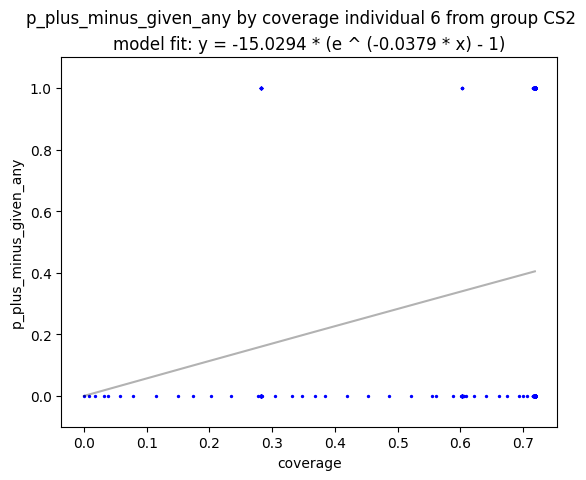 p_plus_minus_given_any by coverage individual 6 from group CS2
model fit: y = -15.0294 * (e ^ (-0.0379 * x) - 1)
p_plus_minus_given_any
1.0
0.8
0.6
0.4
0.2
0.0
0.0 0.1 0.2 0.3 0.4 0.5 0.6 0.7
coverage